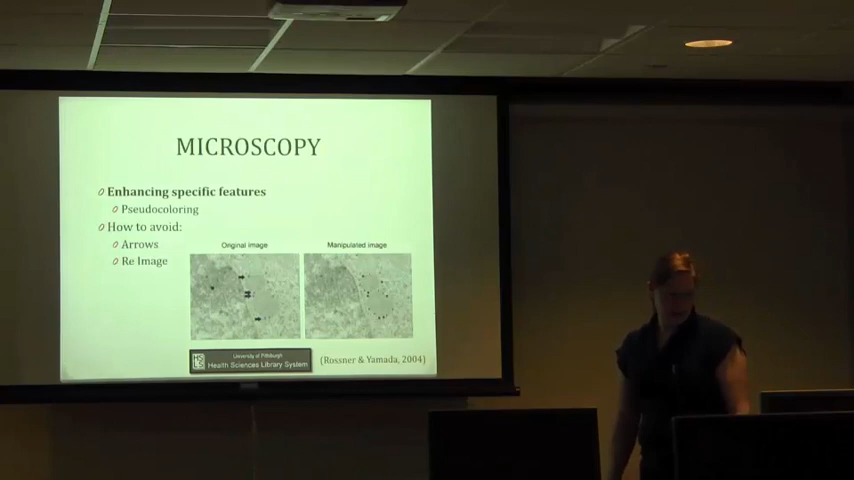 MICROSCOPY
Enhancing specific features
Pseudocoloring
How to avoid:
Arrows
Re Image
Original image
Manipulated image
University of Pittsburgh
Health Sciences Library System
(Rossner & Yamada, 2004)